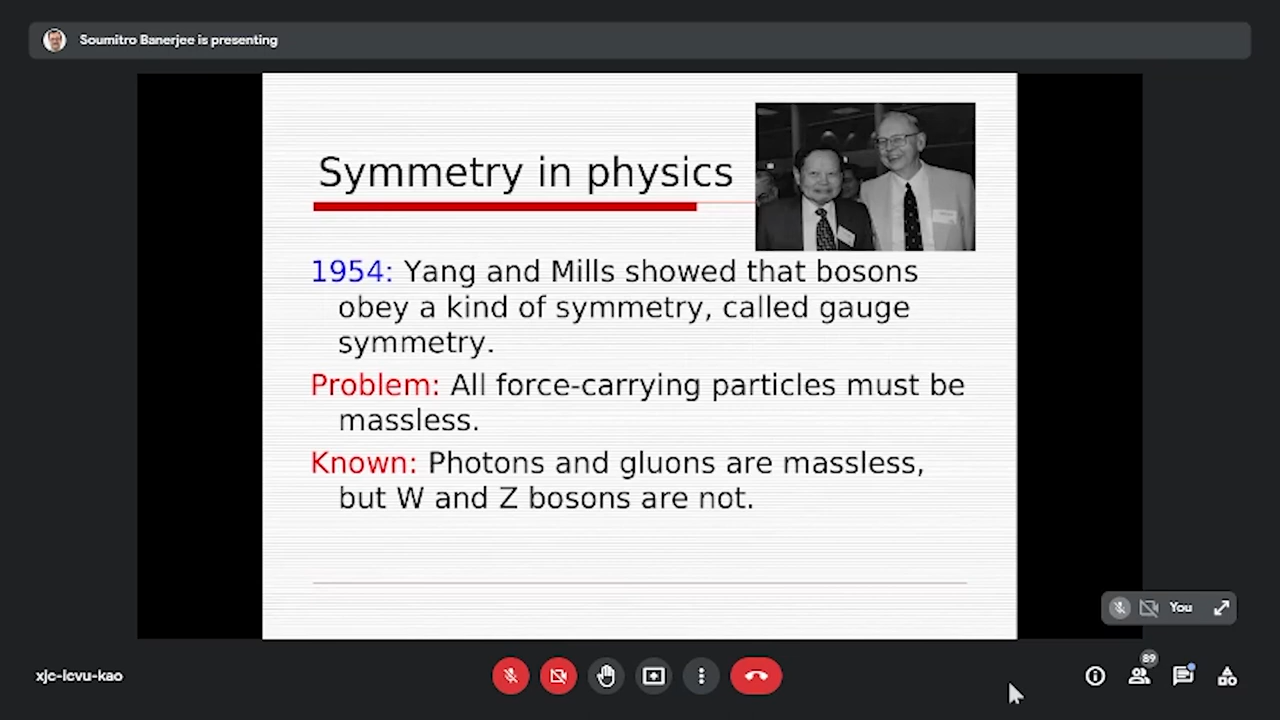 Soumitro Banerjee is presenting
Symmetry in physics
1954: Yang and Mills showed that bosons
obey a kind of symmetry, called gauge
symmetry.
Problem: All force-carrying particles must be
massless.
Known: Photons and gluons are massless,
but W and Z bosons are not.
You
89
xjc-lcvu-kao